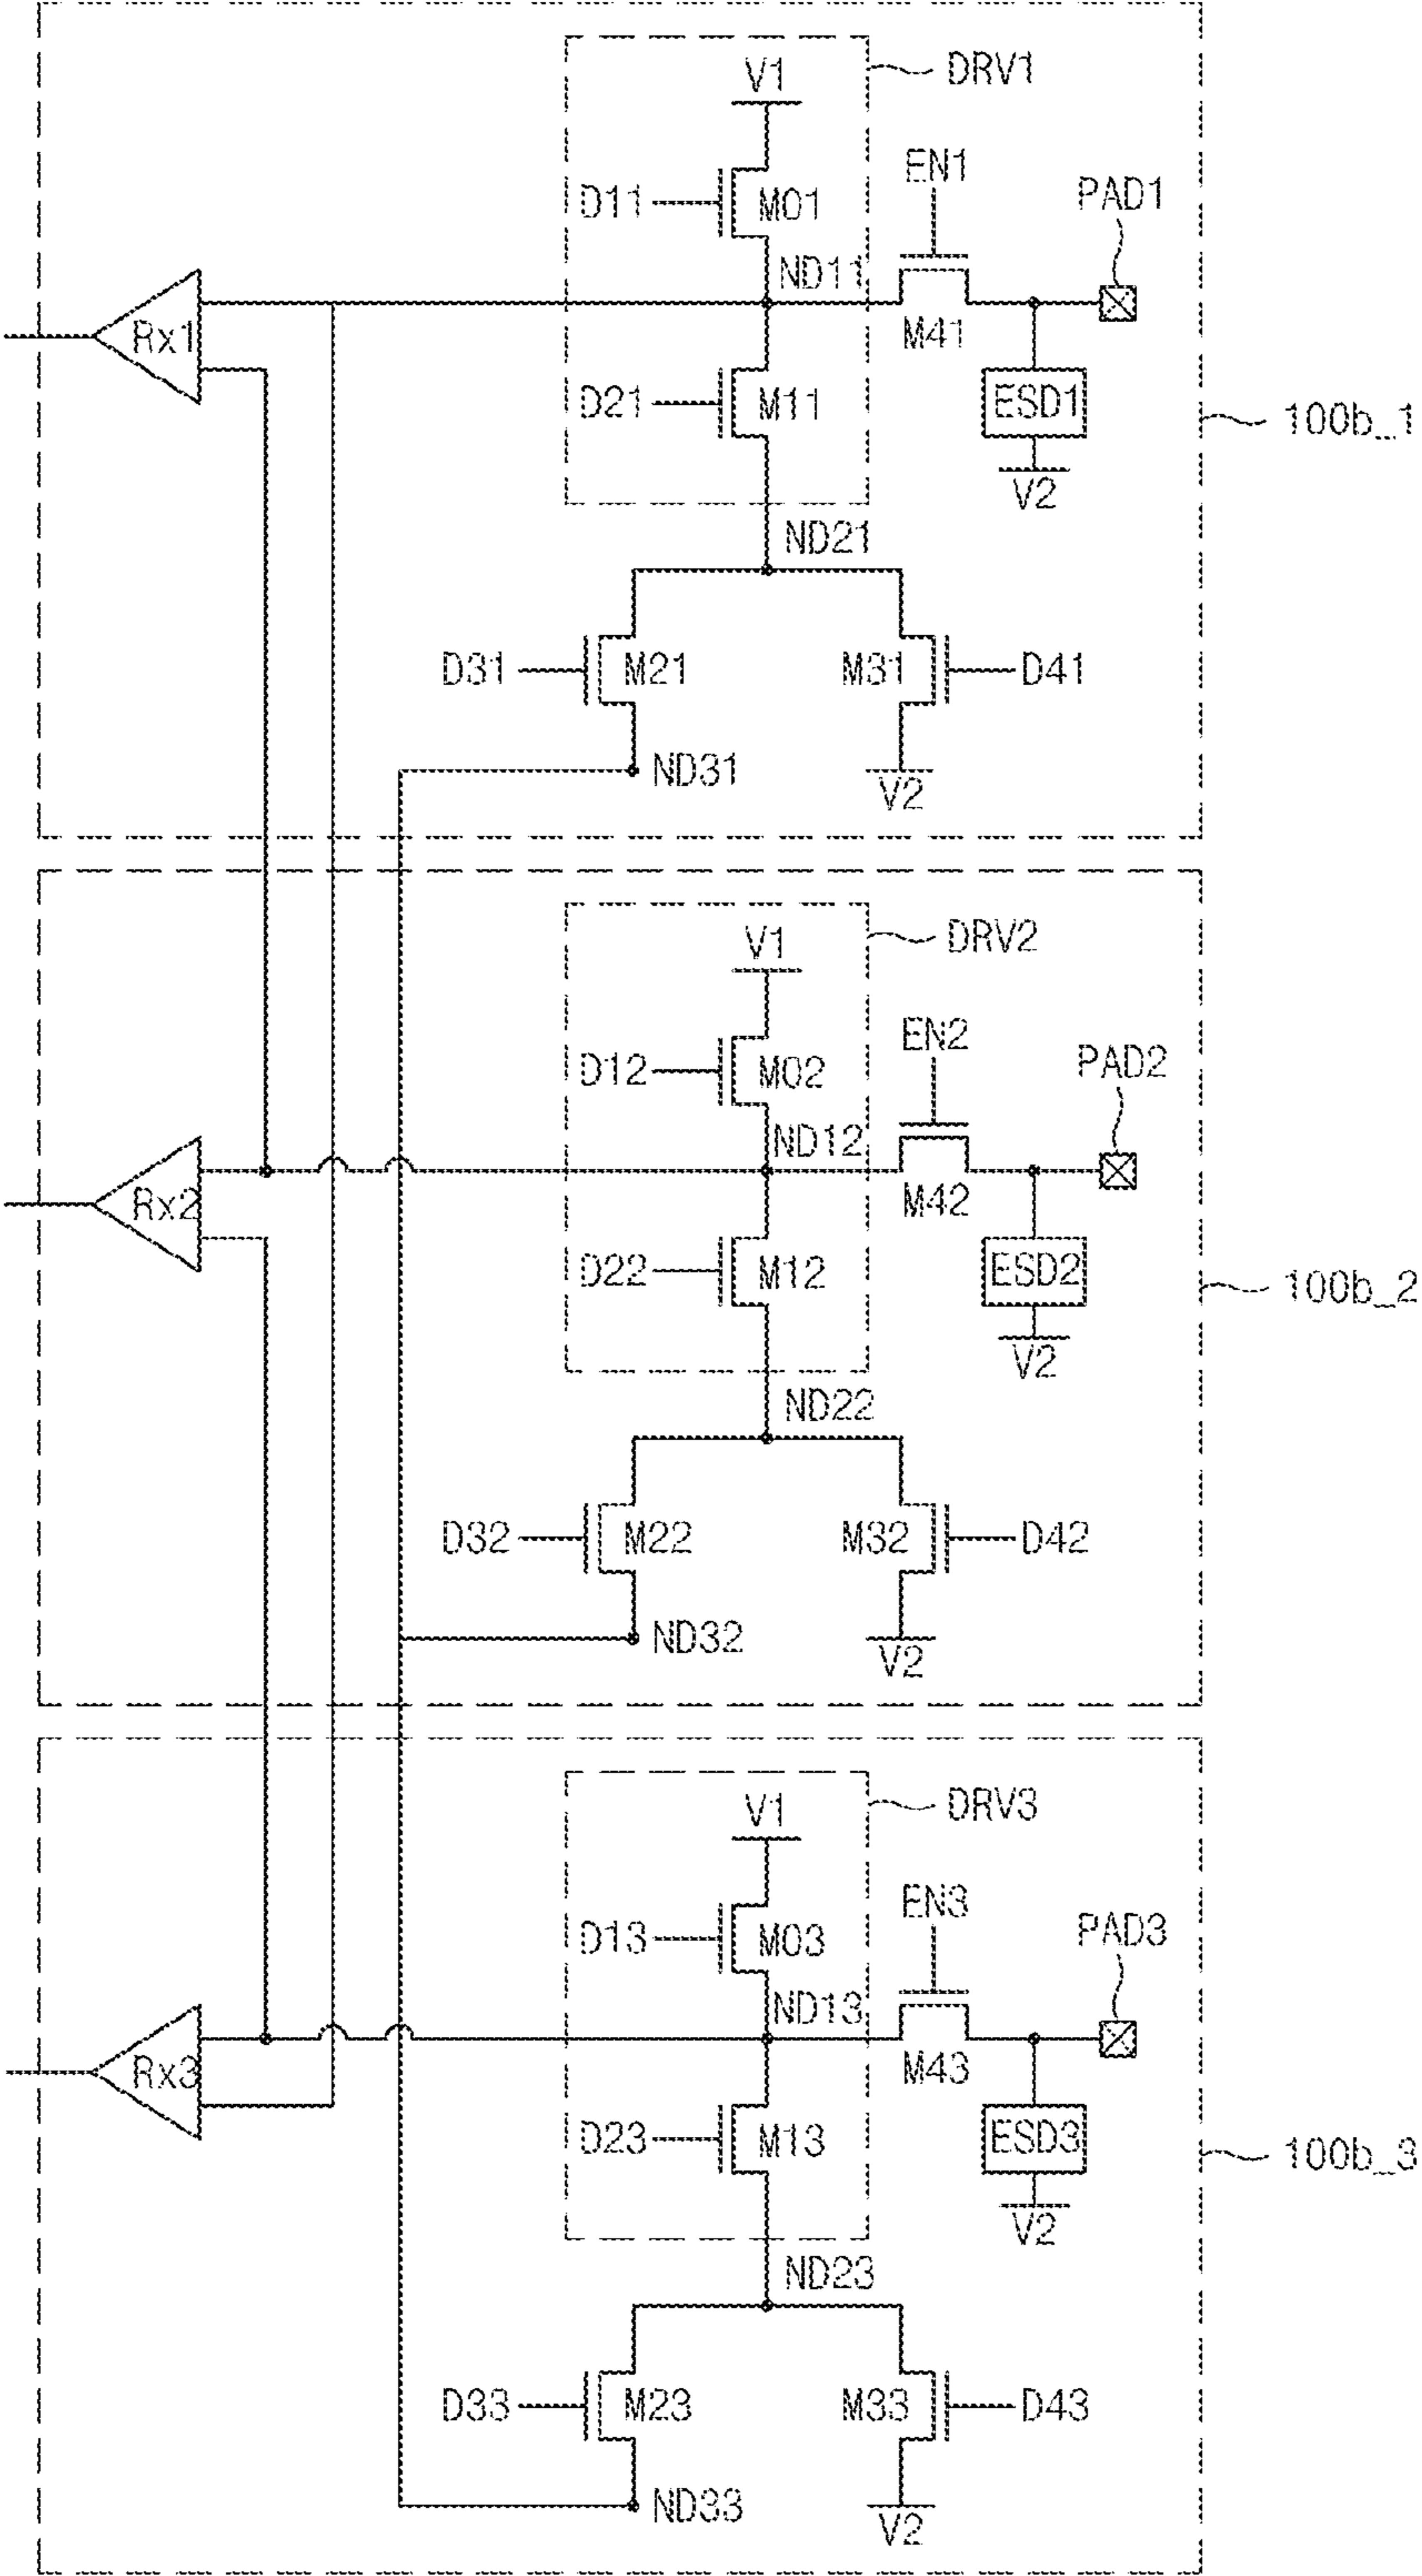 V1
DRV1
EN1
D11
M01
PAD1
ND11
Rx1
M41
D21
M11
ESD1
100b_1
V2
ND21
D31
M21
M31
D41
ND31
V2
V1
DRV2
EN2
D12
M02
PAD2
ND12
Rx2
M42
D22
M12
ESD2
100b_2
V2
ND22
D32
M22
M32
D42
ND32
V2
V1
DRV3
EN3
D13
M03
PAD3
ND13
Rx3
M43
D23
M13
ESD3
100b_3
V2
ND23
D33
M23
M33
D43
ND33
V2